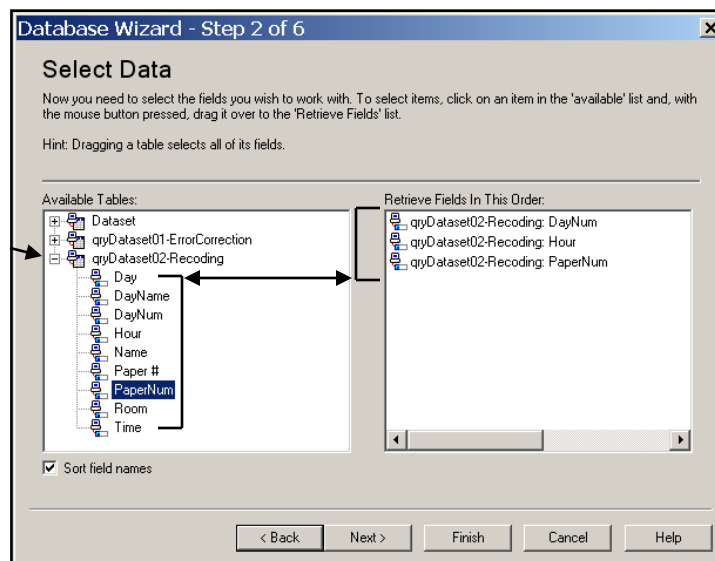 Database Wizard - Step 2 of 6
Select Data
Now you need to select the fields you wish to work with. To select items, click on an item in the 'available' list and, with
the mouse button pressed, drag it over to the 'Retrieve Fields' list.
Hint: Dragging a table selects all of its fields.
Available Tables:
Dataset
qryDataset01-ErrorCorrection
qryDataset02-Recoding
Day
DayName
DayNum
Hour
Name
Paper #
PaperNum
Room
Time
Sort field names
Retrieve Fields In This Order:
qryDataset02-Recoding: DayNum
qryDataset02-Recoding: Hour
qryDataset02-Recoding: PaperNum
< Back
Next >
Finish
Cancel
Help